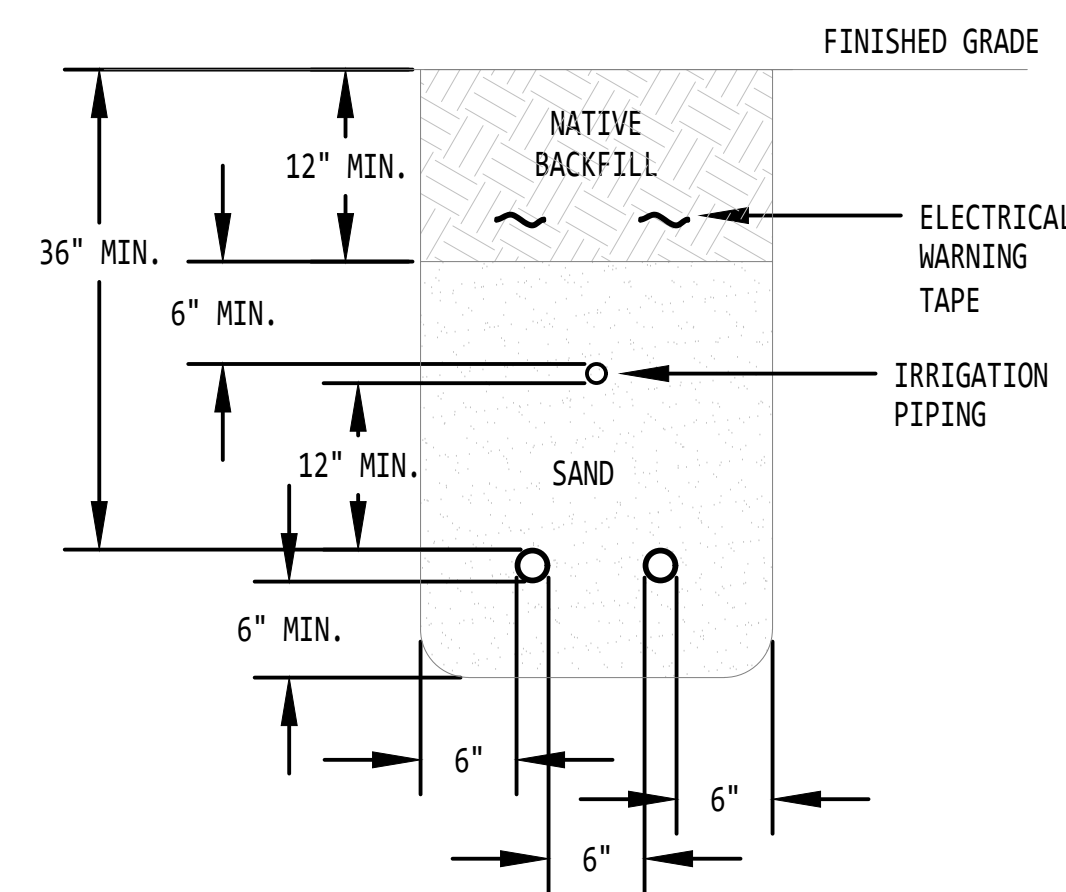 FINISHED GRADE
NATIVE
BACKFILL
12" MIN.
ELECTRICAL
WARNING
TAPE
36" MIN.
6" MIN.
IRRIGATION
PIPING
12" MIN.
SAND
6" MIN.
6"
6"
6"